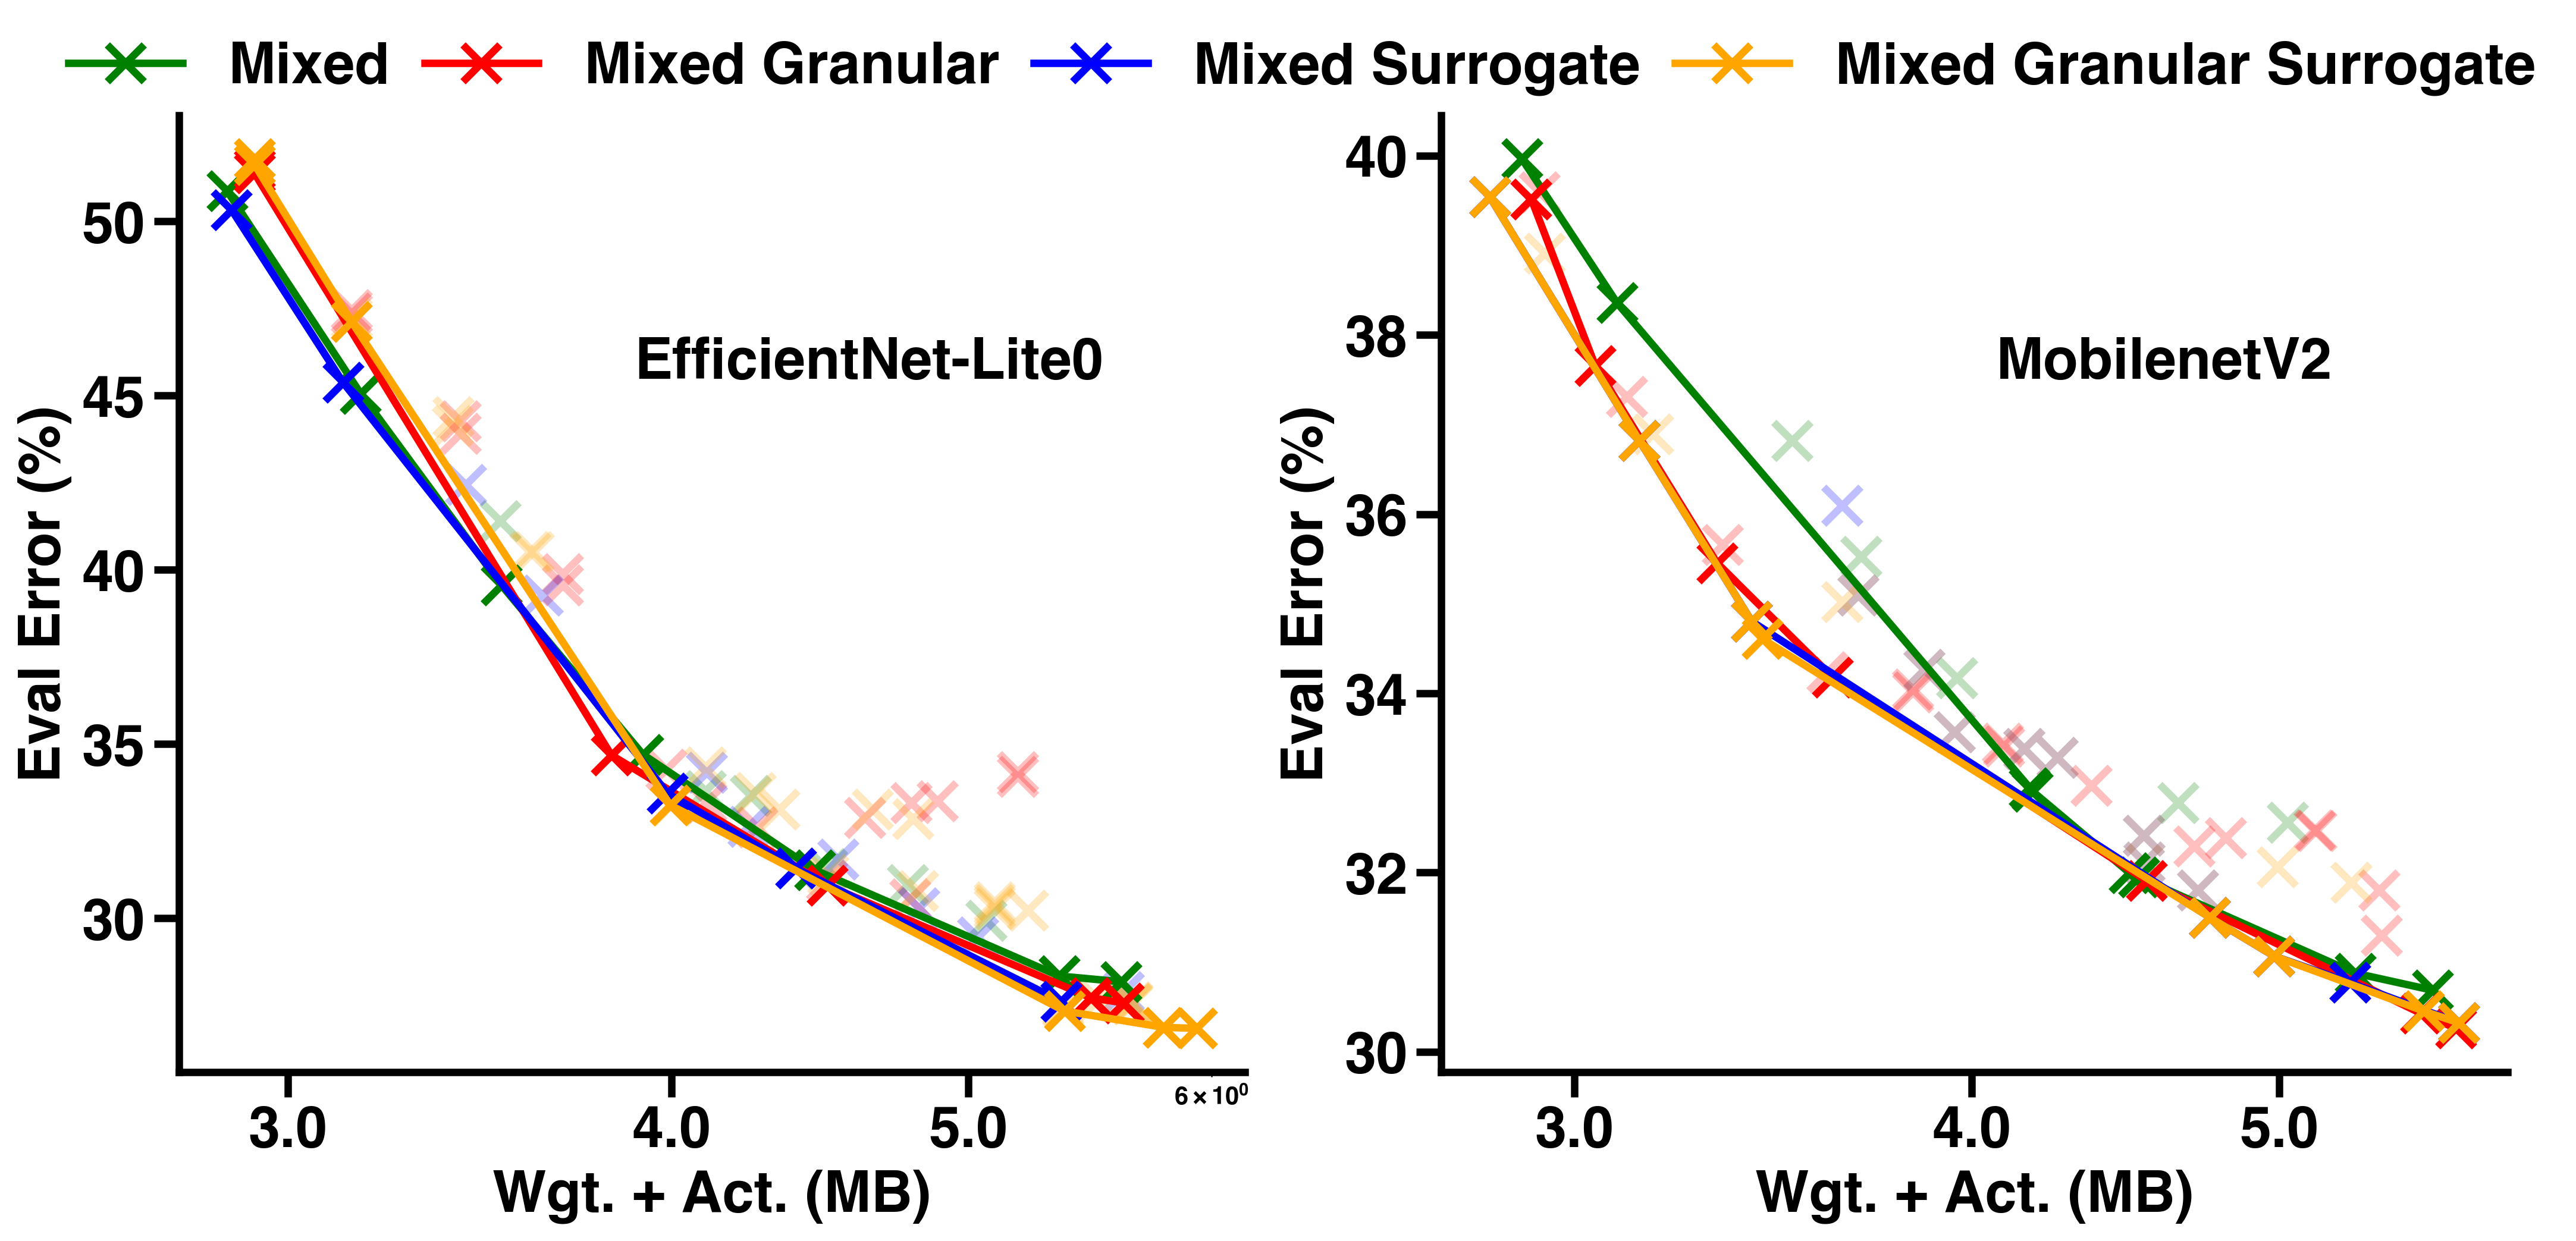 Mixed Mixed Granular Mixed Surrogate Mixed Granular Surrogate
EfficientNet-Lite0
50
45
40
35
30
Eval Error (%)
3.0 4.0 5.0 6 × 10⁰
Wgt. + Act. (MB)
MobilenetV2
40
38
36
34
32
30
Eval Error (%)
3.0 4.0 5.0
Wgt. + Act. (MB)